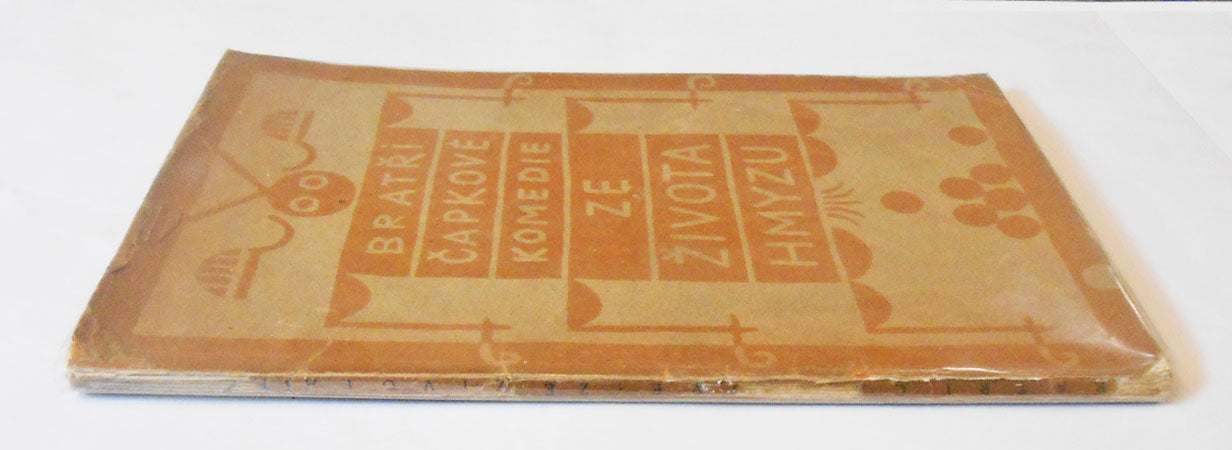 BRATŘI
ČAPKOVÉ
KOMEDIE
ZE
ŽIVOTA
HMYZU